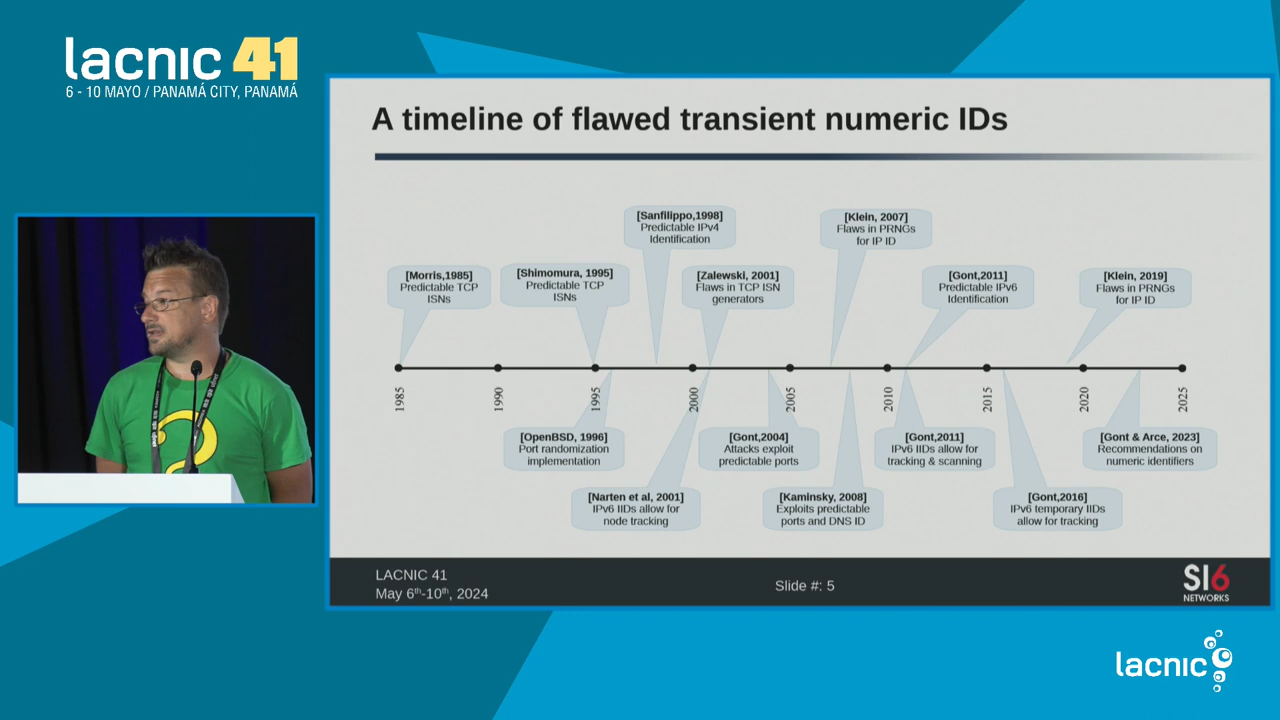 lacnic 41
6 - 10 MAYO / PANAMÁ CITY, PANAMÁ
A timeline of flawed transient numeric IDs
[Sanfilippo,1998]
Predictable IPv4
Identification
[Klein, 2007]
Flaws in PRNGs
for IP ID
[Morris,1985]
Predictable TCP
ISNs
[Shimomura, 1995]
Predictable TCP
ISNs
[Zalewski, 2001]
Flaws in TCP ISN
generators
[Gont,2011]
Predictable IPv6
Identification
[Klein, 2019]
Flaws in PRNGs
for IP ID
1985
1990
1995
2000
2005
2010
2015
2020
2025
[OpenBSD, 1996]
Port randomization
implementation
[Gont,2004]
Attacks exploit
predictable ports
[Gont,2011]
IPv6 IIDs allow for
tracking & scanning
[Gont & Arce, 2023]
Recommendations on
numeric identifiers
[Narten et al, 2001]
IPv6 IIDs allow for
node tracking
[Kaminsky, 2008]
Exploits predictable
ports and DNS ID
[Gont,2016]
IPv6 temporary IIDs
allow for tracking
LACNIC 41
May 6th-10th, 2024
Slide #: 5
SI6
NETWORKS
lacnic